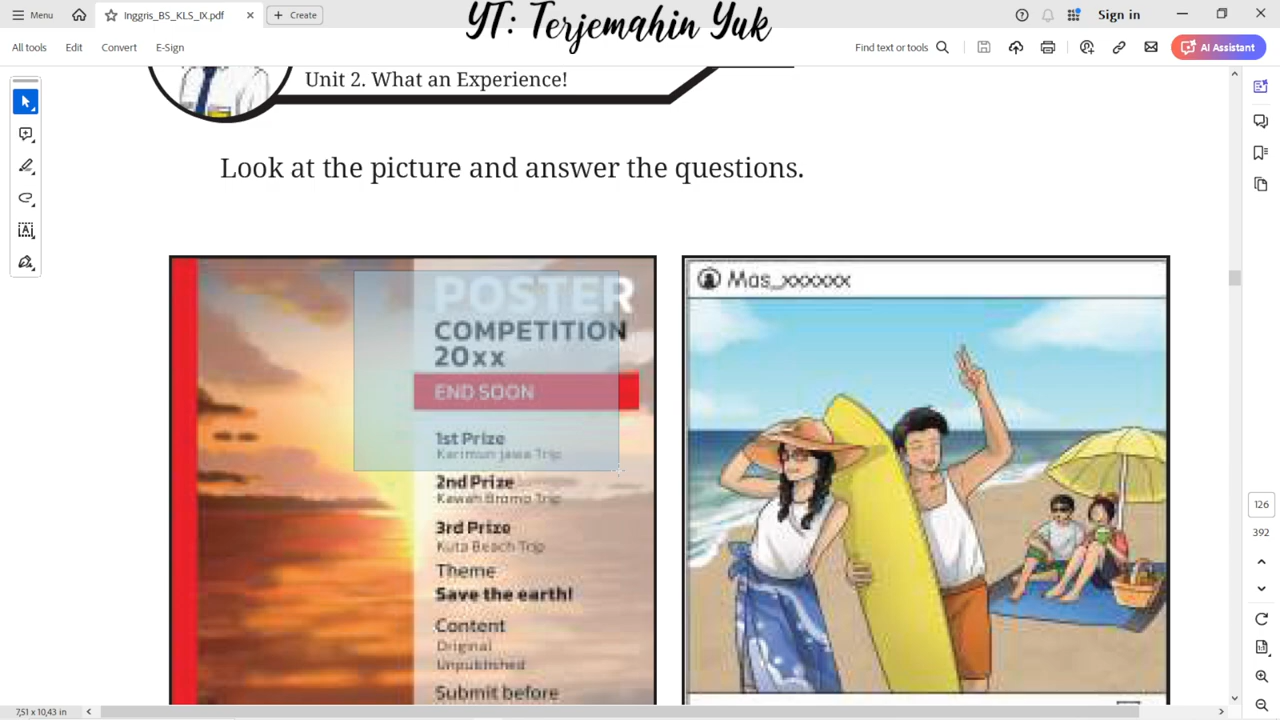 Menu
Inggris_BS_KLS_IX.pdf
Create
YT: Terjemahin Yuk
Sign in
All tools
Edit
Convert
E-Sign
Find text or tools
AI Assistant
Unit 2. What an Experience!
Look at the picture and answer the questions.
POSTER
COMPETITION
20xx
END SOON
1st Prize
Karimun jawa Trip
2nd Prize
Kawah Bromo Trip
3rd Prize
Kuta Beach Trip
Theme
Save the earth!
Content
Original
Unpublished
Submit before
Mas_xxxxxxx
126
392
7,51 x 10,43 in